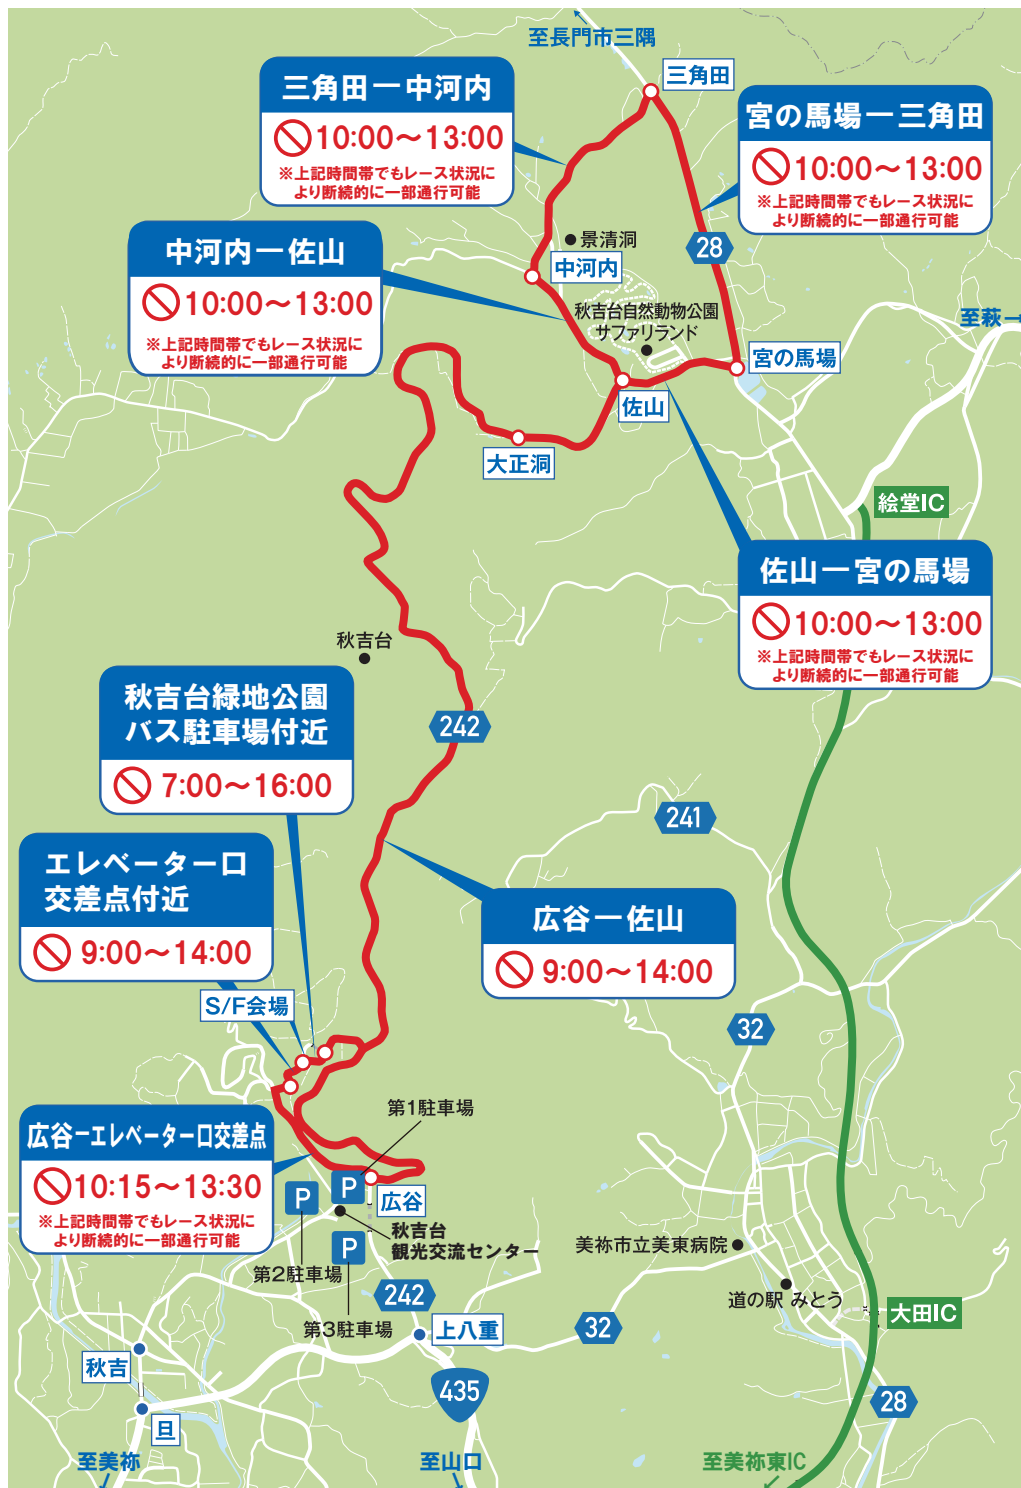 至長門市三隅
三角田
三角田ー中河内
10:00〜13:00
※上記時間帯でもレース状況に
より断続的に一部通行可能
宮の馬場ー三角田
10:00〜13:00
※上記時間帯でもレース状況に
より断続的に一部通行可能
中河内ー佐山
10:00〜13:00
※上記時間帯でもレース状況に
より断続的に一部通行可能
景清洞
中河内
28
秋吉台自然動物公園
サファリランド
至萩→
宮の馬場
佐山
大正洞
絵堂IC
佐山ー宮の馬場
10:00〜13:00
※上記時間帯でもレース状況に
より断続的に一部通行可能
秋吉台
秋吉台緑地公園
バス駐車場付近
7:00〜16:00
242
241
エレベーター口
交差点付近
9:00〜14:00
広谷ー佐山
9:00〜14:00
S/F会場
32
広谷ーエレベーター口交差点
10:15〜13:30
※上記時間帯でもレース状況に
より断続的に一部通行可能
第1駐車場
P
P
広谷
秋吉台
観光交流センター
P
第2駐車場
第3駐車場
美祢市立美東病院
道の駅 みとう
大田IC
242
上八重
32
秋吉
435
28
旦
至美祢
至山口
至美祢東IC